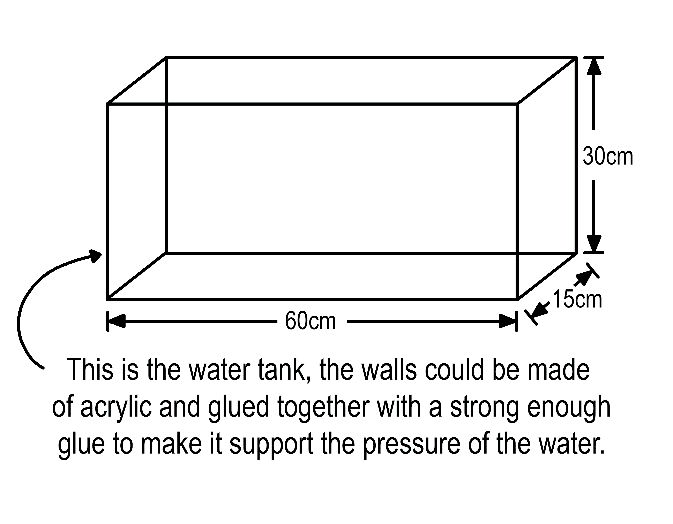 30cm
15cm
60cm
This is the water tank, the walls could be made
of acrylic and glued together with a strong enough
glue to make it support the pressure of the water.